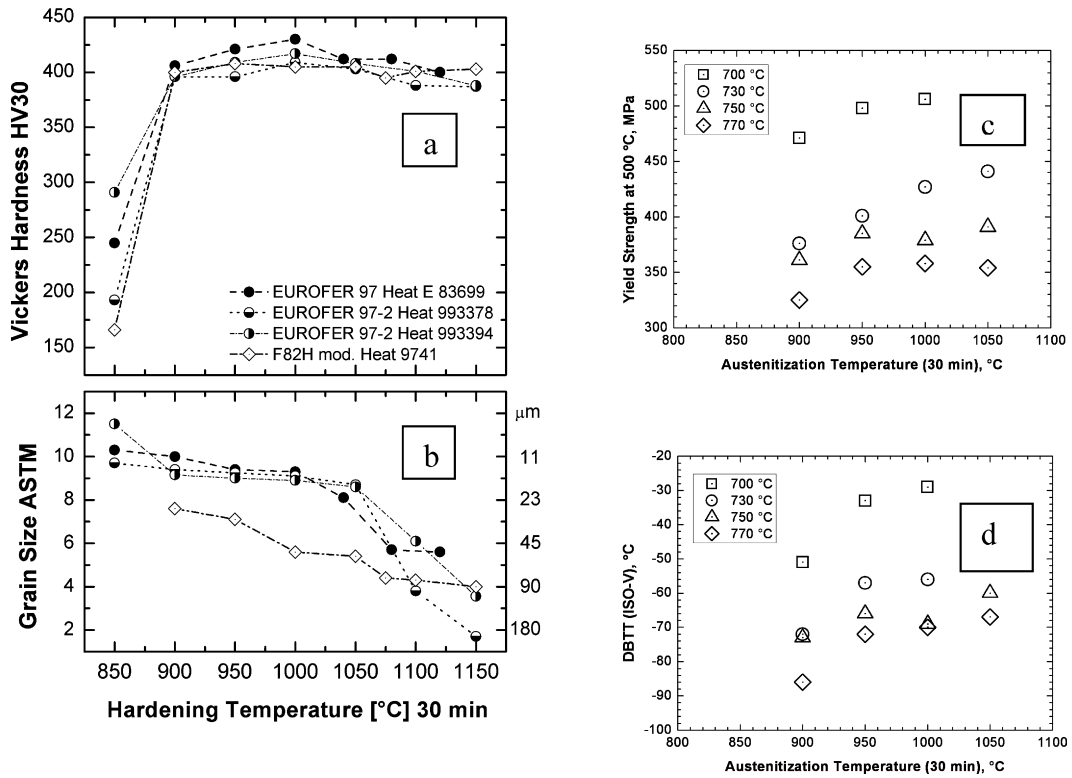 450
400
350
300
250
200
150
Vickers Hardness HV30
a
EUROFER 97 Heat E 83699
EUROFER 97-2 Heat 993378
EUROFER 97-2 Heat 993394
F82H mod. Heat 9741
12
10
8
6
4
2
Grain Size ASTM
b
μm
11
23
45
90
180
850 900 950 1000 1050 1100 1150
Hardening Temperature [°C] 30 min
550
500
450
400
350
300
Yield Strength at 500 °C, MPa
700 °C
730 °C
750 °C
770 °C
c
800 850 900 950 1000 1050 1100
Austenitization Temperature (30 min), °C
-20
-30
-40
-50
-60
-70
-80
-90
-100
DBTT (ISO-V), °C
700 °C
730 °C
750 °C
770 °C
d
800 850 900 950 1000 1050 1100
Austenitization Temperature (30 min), °C